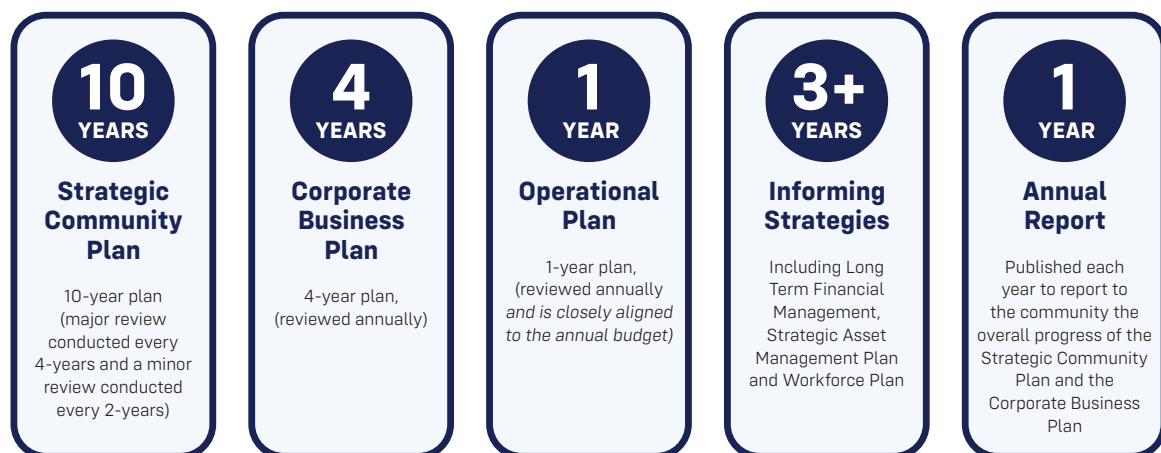 10
YEARS
Strategic
Community
Plan
10-year plan
(major review
conducted every
4-years and a minor
review conducted
every 2-years)
4
YEARS
Corporate
Business
Plan
4-year plan,
(reviewed annually)
1
YEAR
Operational
Plan
1-year plan,
(reviewed annually
and is closely aligned
to the annual budget)
3+
YEARS
Informing
Strategies
Including Long
Term Financial
Management,
Strategic Asset
Management Plan
and Workforce Plan
1
YEAR
Annual
Report
Published each
year to report to
the community the
overall progress of the
Strategic Community
Plan and the
Corporate Business
Plan